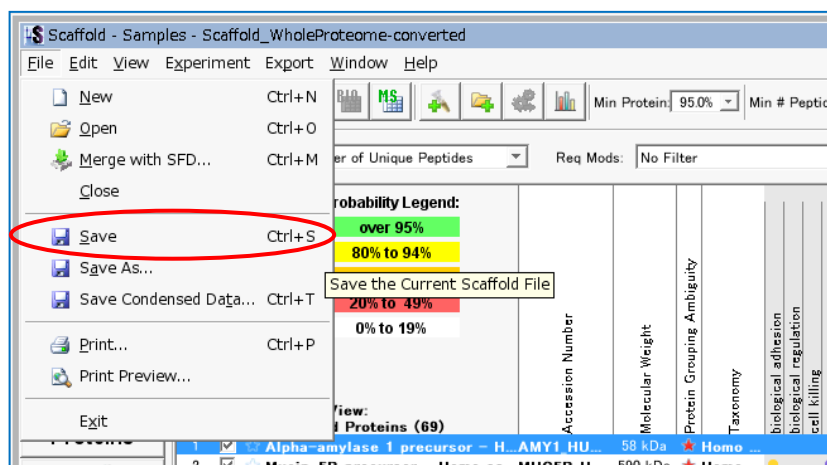 Scaffold - Samples - Scaffold_WholeProteome-converted
File Edit View Experiment Export Window Help
New Ctrl+N
Open Ctrl+O
Merge with SFD... Ctrl+M
Close
Save Ctrl+S
Save As...
Save Condensed Data... Ctrl+T
Print... Ctrl+P
Print Preview...
Exit
MS
Min Protein: 95.0% Min # Peptic
er of Unique Peptides Req Mods: No Filter
robability Legend:
over 95%
80% to 94%
Save the Current Scaffold File
20% to 49%
0% to 19%
View:
Proteins (69)
Accession Number
Molecular Weight
Protein Grouping Ambiguity
Taxonomy
biological adhesion
biological regulation
cell killing
1 Alpha-amylase 1 precursor - H... AMY1_HU... 58 kDa Homo ...